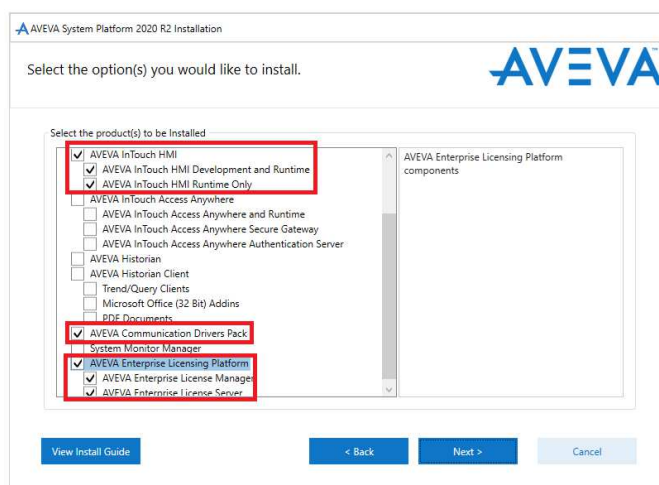 AVEVA System Platform 2020 R2 Installation
Select the option(s) you would like to install.
AVEVA
Select the product(s) to be Installed
AVEVA InTouch HMI
AVEVA InTouch HMI Development and Runtime
AVEVA InTouch HMI Runtime Only
AVEVA InTouch Access Anywhere
AVEVA InTouch Access Anywhere and Runtime
AVEVA InTouch Access Anywhere Secure Gateway
AVEVA InTouch Access Anywhere Authentication Server
AVEVA Historian
AVEVA Historian Client
Trend/Query Clients
Microsoft Office (32 Bit) Addins
PDF Documents
AVEVA Communication Drivers Pack
System Monitor Manager
AVEVA Enterprise Licensing Platform
AVEVA Enterprise License Manager
AVEVA Enterprise License Server
AVEVA Enterprise Licensing Platform
components
View Install Guide
< Back
Next >
Cancel